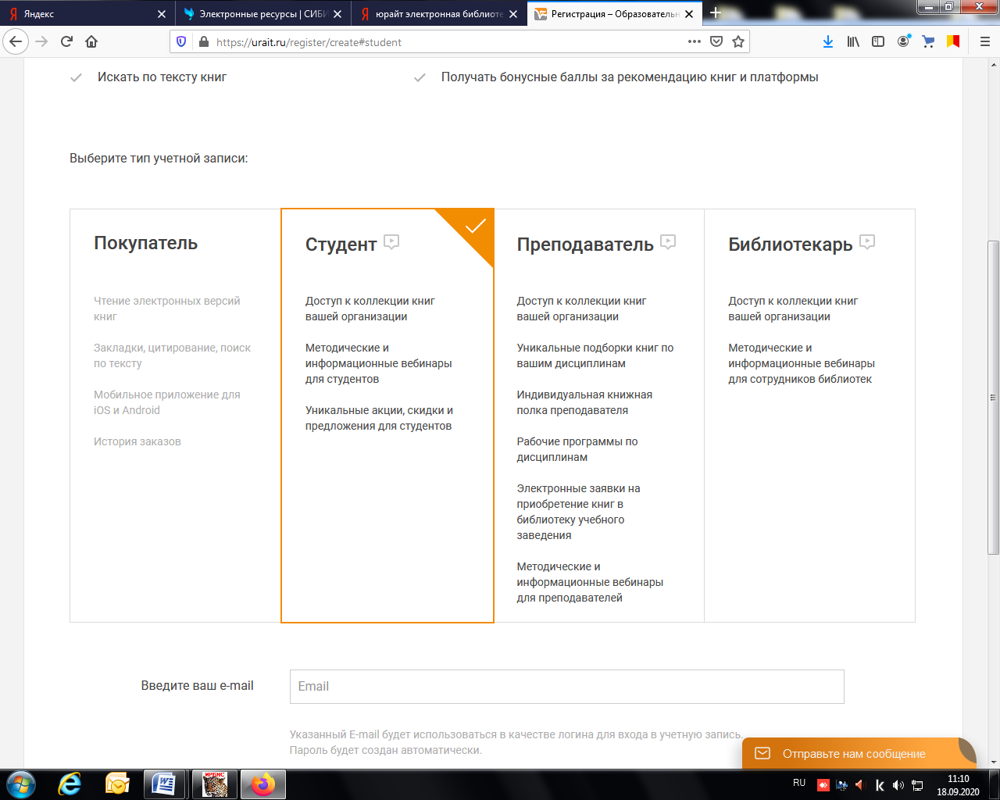 Яндекс
Электронные ресурсы | СИБИ
юрайт электронная библиоте
Регистрация – Образователь
https://urait.ru/register/create#student
Искать по тексту книг
Получать бонусные баллы за рекомендацию книг и платформы
Выберите тип учетной записи:
Покупатель
Чтение электронных версий
книг
Закладки, цитирование, поиск
по тексту
Мобильное приложение для
iOS и Android
История заказов
Студент
Доступ к коллекции книг
вашей организации
Методические и
информационные вебинары
для студентов
Уникальные акции, скидки и
предложения для студентов
Преподаватель
Доступ к коллекции книг
вашей организации
Уникальные подборки книг по
вашим дисциплинам
Индивидуальная книжная
полка преподавателя
Рабочие программы по
дисциплинам
Электронные заявки на
приобретение книг в
библиотеку учебного
заведения
Методические и
информационные вебинары
для преподавателей
Библиотекарь
Доступ к коллекции книг
вашей организации
Методические и
информационные вебинары
для сотрудников библиотек
Введите ваш e-mail
Email
Указанный E-mail будет использоваться в качестве логина для входа в учетную запись.
Пароль будет создан автоматически.
Отправьте нам сообщение
ИРБИС
RU
11:10
18.09.2020